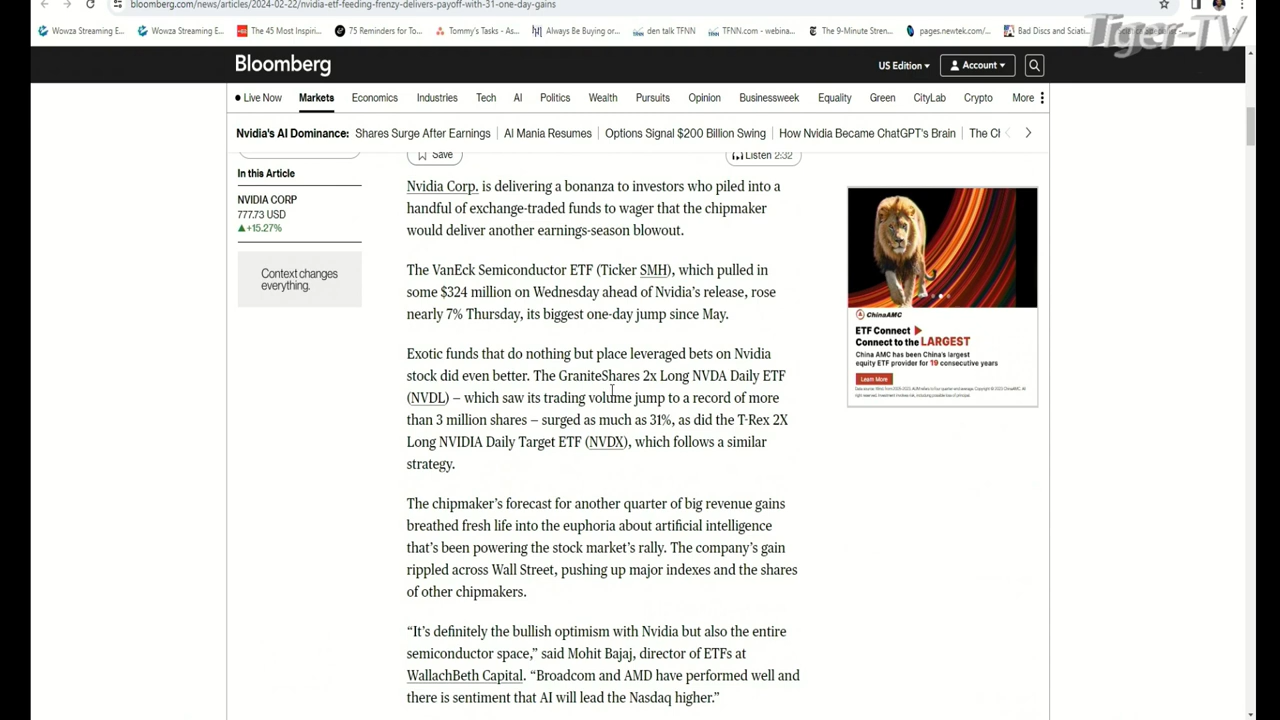 bloomberg.com/news/articles/2024-02-22/nvidia-etf-feeding-frenzy-delivers-payoff-with-31-one-day-gains
Tiger-TV
Wowza Streaming E...
Wowza Streaming E...
The 45 Most Inspiri...
75 Reminders for To...
Tommy's Tasks - As...
Always Be Buying or...
den talk TFNN
TFNN.com - webina...
The 9-Minute Stren...
pages.newtek.com/...
Bad Discs and Sciati...
Bloomberg
US Edition
Account
Live Now
Markets
Economics
Industries
Tech
AI
Politics
Wealth
Pursuits
Opinion
Businessweek
Equality
Green
CityLab
Crypto
More
Nvidia's AI Dominance:
Shares Surge After Earnings
AI Mania Resumes
Options Signal $200 Billion Swing
How Nvidia Became ChatGPT's Brain
The Cl
Save
Listen 2:32
In this Article
NVIDIA CORP
777.73 USD
▲+15.27%
Context changes
everything.
Nvidia Corp. is delivering a bonanza to investors who piled into a
handful of exchange-traded funds to wager that the chipmaker
would deliver another earnings-season blowout.
The VanEck Semiconductor ETF (Ticker SMH), which pulled in
some $324 million on Wednesday ahead of Nvidia's release, rose
nearly 7% Thursday, its biggest one-day jump since May.
Exotic funds that do nothing but place leveraged bets on Nvidia
stock did even better. The GraniteShares 2x Long NVDA Daily ETF
(NVDL) – which saw its trading volume jump to a record of more
than 3 million shares – surged as much as 31%, as did the T-Rex 2X
Long NVIDIA Daily Target ETF (NVDX), which follows a similar
strategy.
The chipmaker's forecast for another quarter of big revenue gains
breathed fresh life into the euphoria about artificial intelligence
that's been powering the stock market's rally. The company's gain
rippled across Wall Street, pushing up major indexes and the shares
of other chipmakers.
“It's definitely the bullish optimism with Nvidia but also the entire
semiconductor space,” said Mohit Bajaj, director of ETFs at
WallachBeth Capital. “Broadcom and AMD have performed well and
there is sentiment that AI will lead the Nasdaq higher.”
ChinaAMC
ETF Connect
Connect to the LARGEST
China AMC has been China's largest
equity ETF provider for 19 consecutive years
Learn More